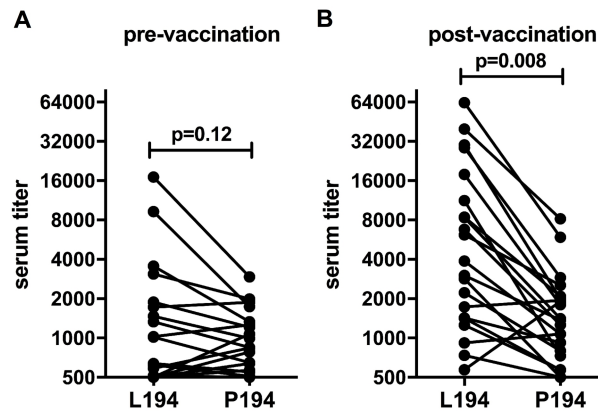 A
pre-vaccination
p=0.12
serum titer
64000
32000
16000
8000
4000
2000
1000
500
L194 P194
B
post-vaccination
p=0.008
serum titer
64000
32000
16000
8000
4000
2000
1000
500
L194 P194